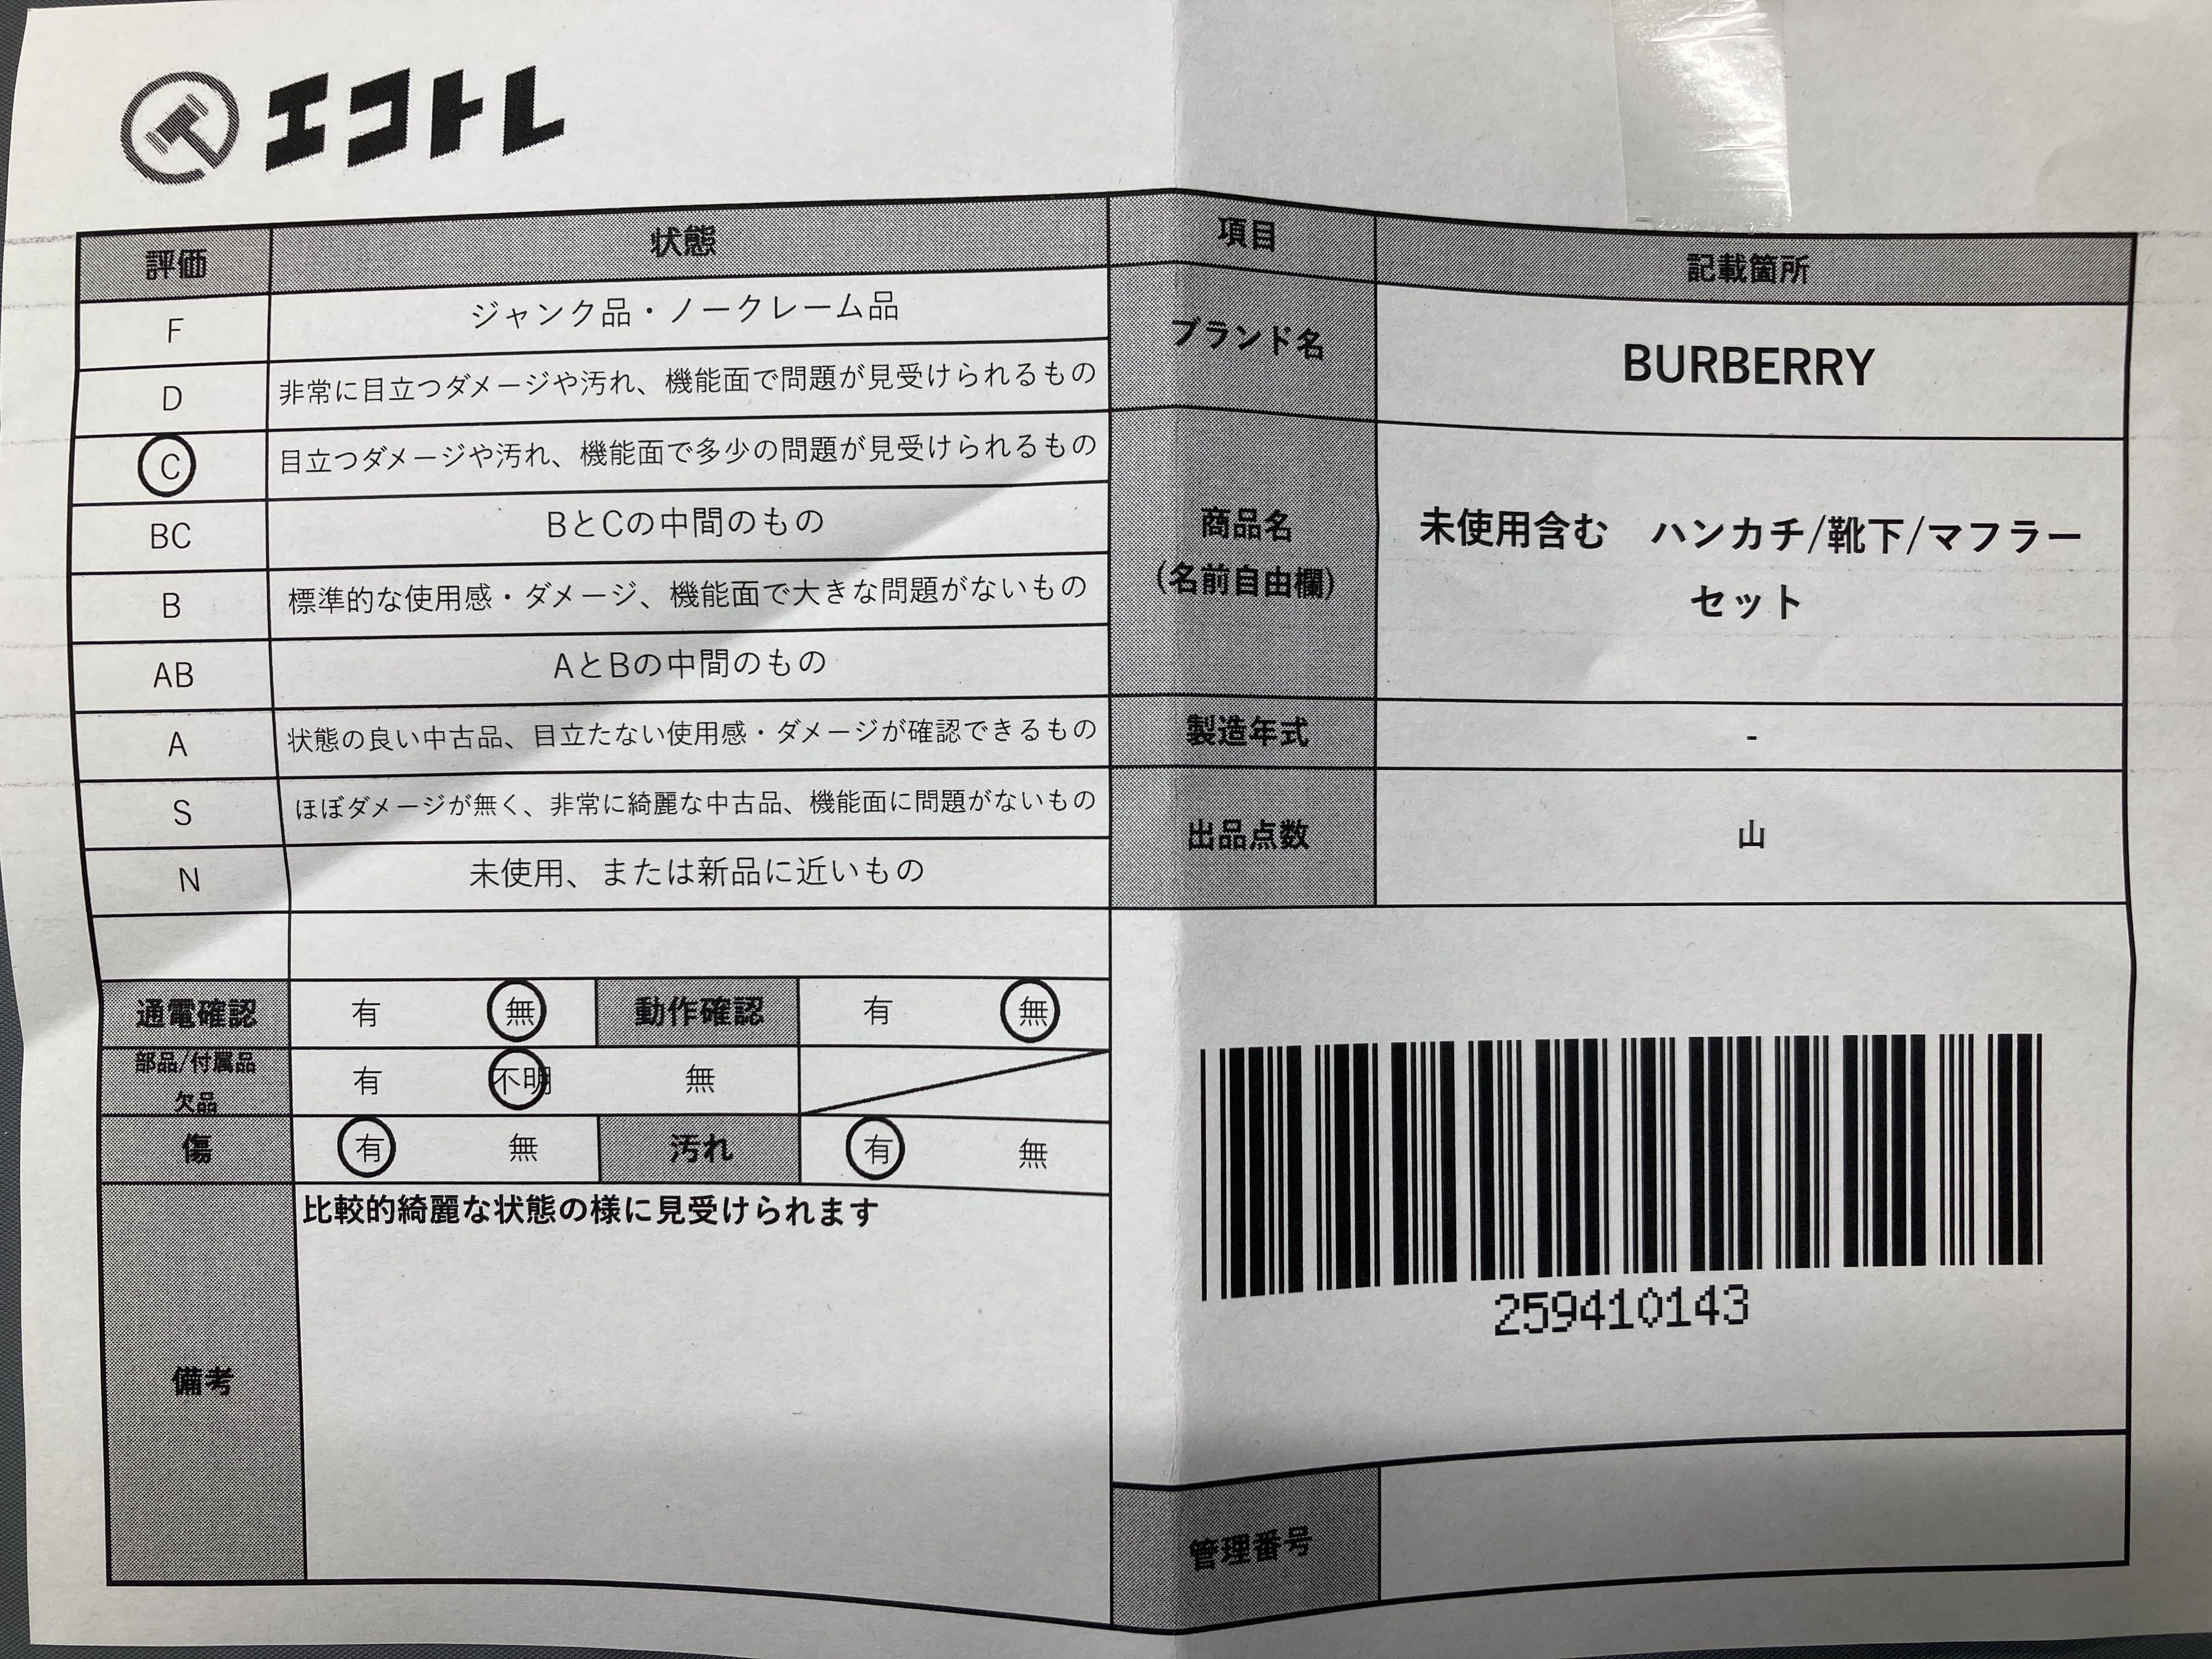 エコトレ
評価 状態
F ジャンク品・ノークレーム品
D 非常に目立つダメージや汚れ、機能面で問題が見受けられるもの
C 目立つダメージや汚れ、機能面で多少の問題が見受けられるもの
BC BとCの中間のもの
B 標準的な使用感・ダメージ、機能面で大きな問題がないもの
AB AとBの中間のもの
A 状態の良い中古品、目立たない使用感・ダメージが確認できるもの
S ほぼダメージが無く、非常に綺麗な中古品、機能面に問題がないもの
N 未使用、または新品に近いもの
通電確認 有 無 動作確認 有 無
部品/付属品
欠品
有 不明 無
傷 有 無 汚れ 有 無
備考
比較的綺麗な状態の様に見受けられます
項目 記載箇所
ブランド名 BURBERRY
商品名
(名前自由欄)
未使用含む ハンカチ/靴下/マフラー
セット
製造年式 -
出品点数 山
259410143
管理番号